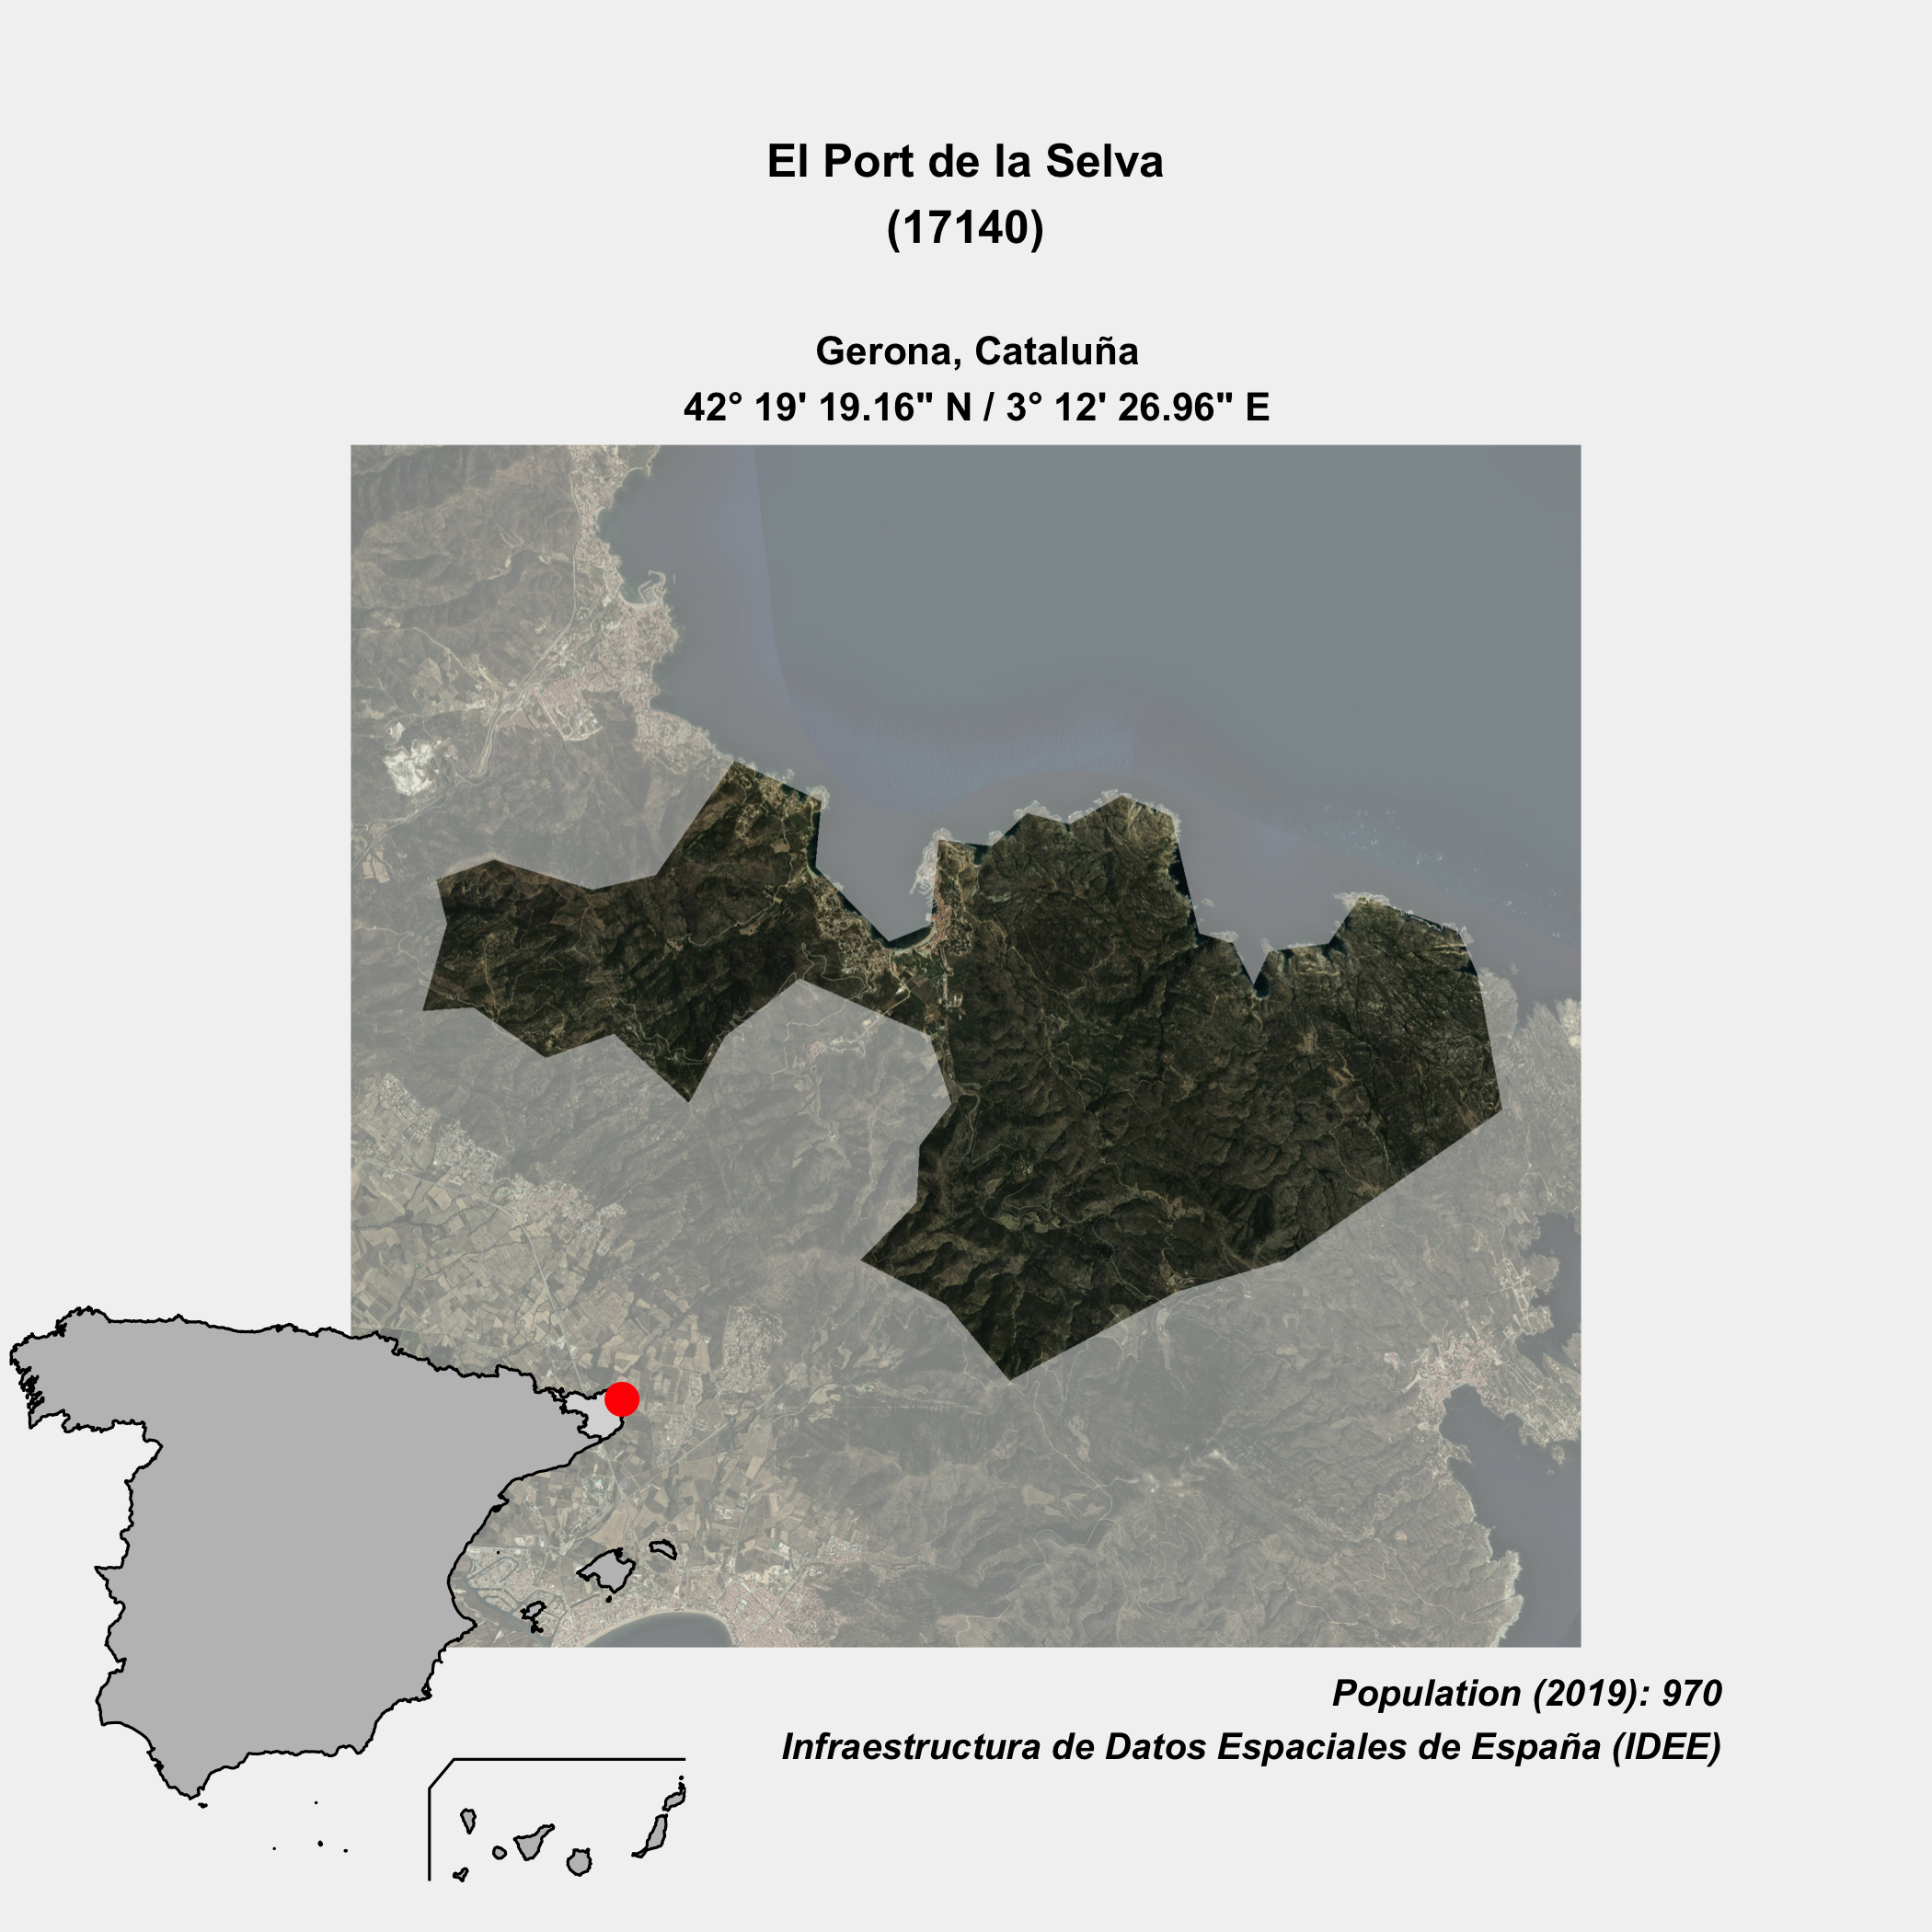 El Port de la Selva
(17140)
Gerona, Cataluña
42° 19' 19.16" N / 3° 12' 26.96" E
Population (2019): 970
Infraestructura de Datos Espaciales de España (IDEE)